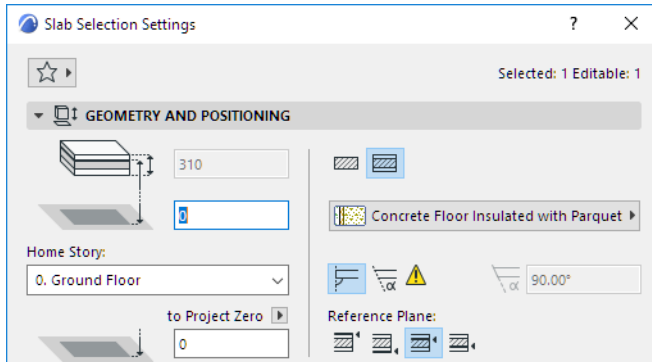 Slab Selection Settings
?
Selected: 1 Editable: 1
GEOMETRY AND POSITIONING
310
0
Concrete Floor Insulated with Parquet
Home Story:
0. Ground Floor
α
α
90.00°
to Project Zero
Reference Plane:
0